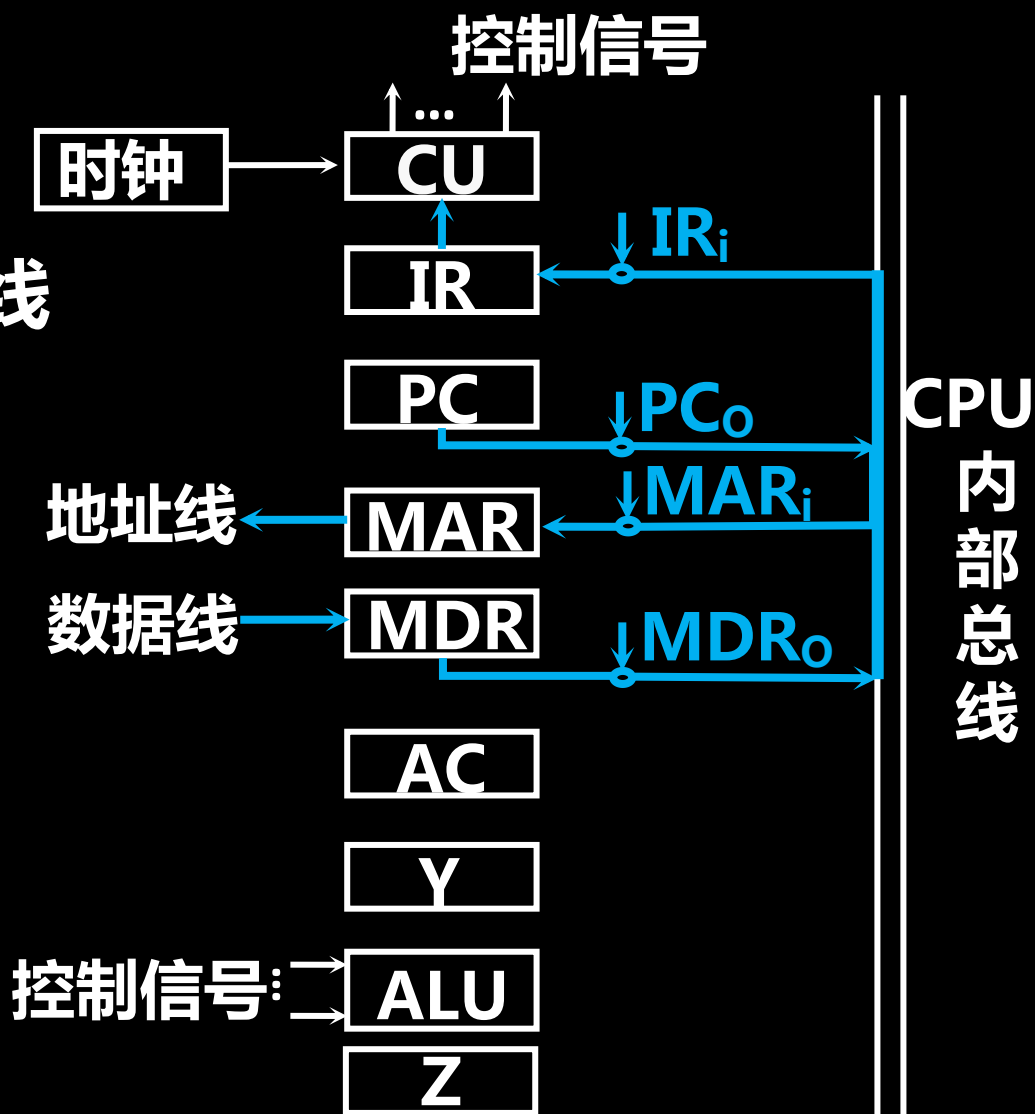 控制信号
...
时钟
CU
IRi
线
IR
PC
PCO
CPU
内
部
总
线
MARi
地址线
MAR
数据线
MDR
MDRO
AC
Y
控制信号
...
ALU
Z